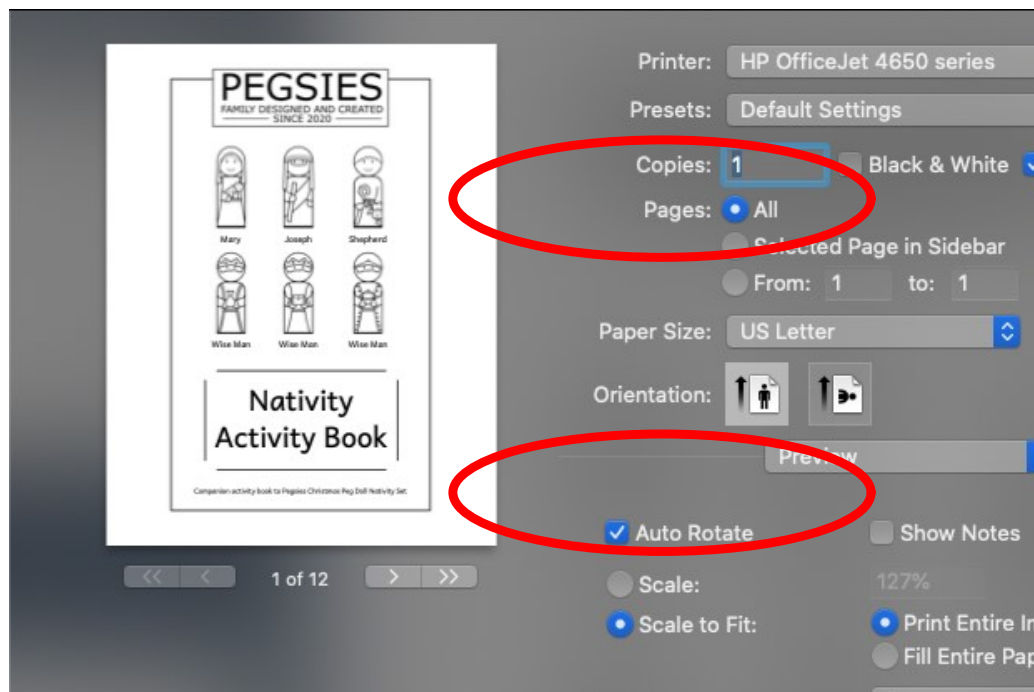 PEGSIES
FAMILY DESIGNED AND CREATED
SINCE 2020
Mary Joseph Shepherd
Wise Man Wise Man Wise Man
Nativity
Activity Book
Companion activity book to Pegsies Christmas Peg Doll Nativity Set
<< < 1 of 12 > >>
Printer: HP OfficeJet 4650 series
Presets: Default Settings
Copies: 1 Black & White
Pages: All
Selected Page in Sidebar
From: 1 to: 1
Paper Size: US Letter
Orientation:
Preview
Auto Rotate Show Notes
Scale: 127%
Scale to Fit: Print Entire
Fill Entire